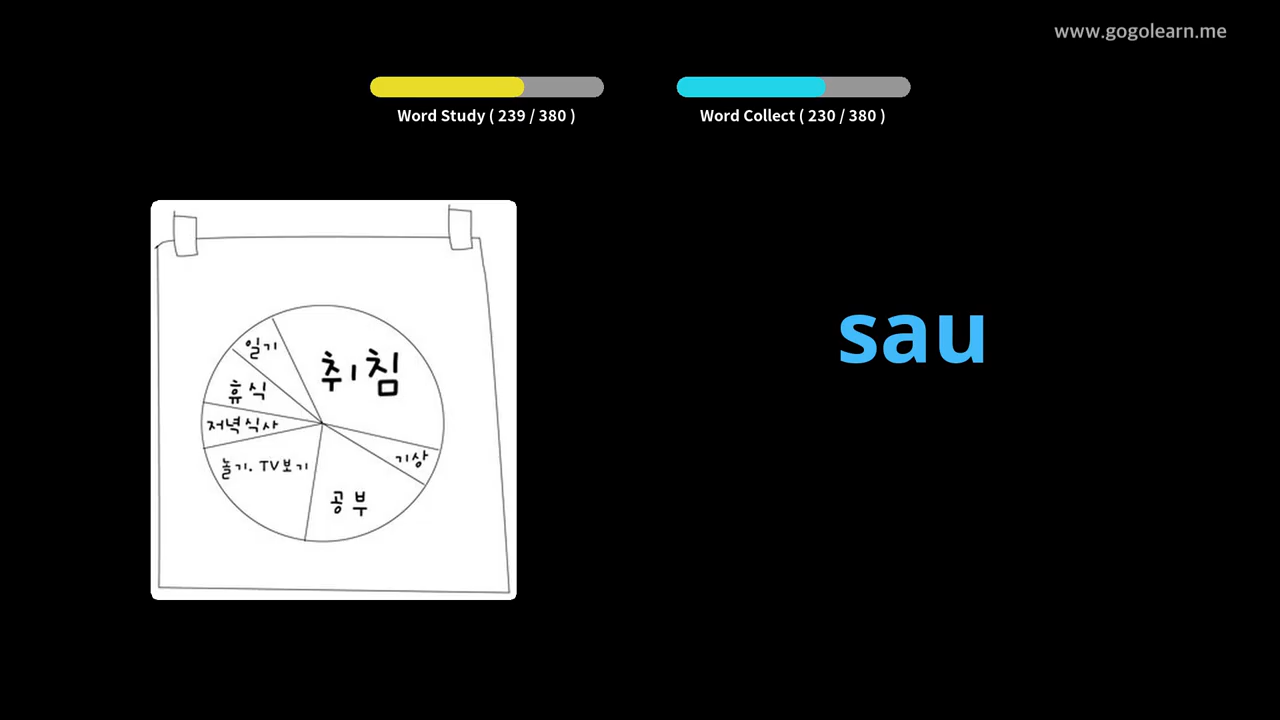 www.gogolearn.me
Word Study ( 239 / 380 )
Word Collect ( 230 / 380 )
일기
취침
휴식
저녁식사
놀기. TV보기
기상
공부
sau